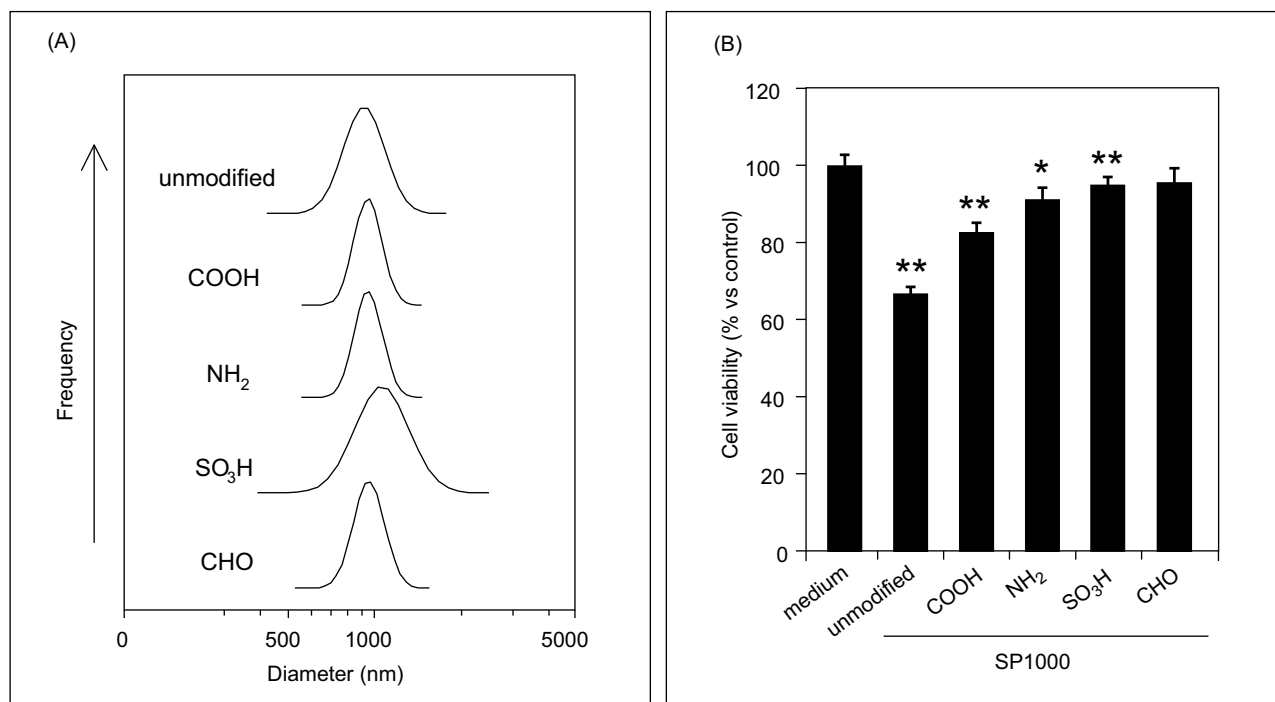 (A)
Frequency
unmodified
COOH
NH₂
SO₃H
CHO
0 500 1000 5000
Diameter (nm)
(B)
Cell viability (% vs control)
120
100
80
60
40
20
0
**
**
*
**
medium unmodified COOH NH₂ SO₃H CHO
SP1000